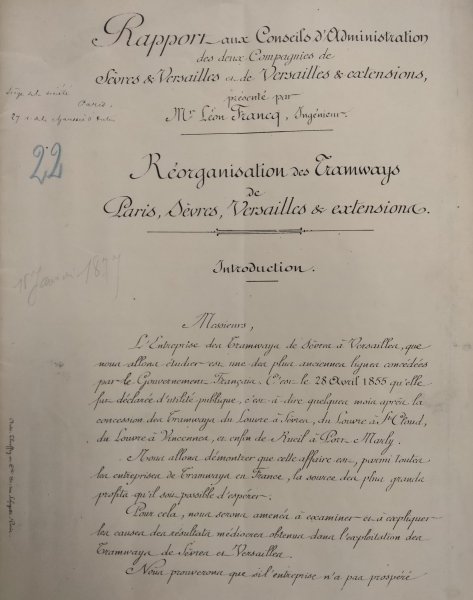 Rapport aux Conseils d'Administration
des deux Compagnies de
Sèvres & Versailles et de Versailles & extensions,
présenté par
Mr Léon Francq, Ingénieur.
Siège de la société
Paris.
22
Réorganisation des Tramways
de
Paris, Sèvres, Versailles & extensions.
Introduction.
15 Janvier 1877
Messieurs,
L'Entreprise des Tramways de Sèvres à Versailles, que
nous allons étudier est une des plus anciennes lignes concédées
par le Gouvernement Français. C'est le 28 Avril 1855 qu'elle
fut déclarée d'utilité publique, c'est à dire quelques mois après la
concession des Tramways du Louvre à Sèvres, du Louvre à St Cloud,
du Louvre à Vincennes et enfin de Rueil à Port Marly.
Nous allons démontrer que cette affaire est, parmi toutes
les entreprises de Tramways en France, la source des plus grands
profits qu'il soit possible d'espérer.
Pour cela, nous serons amenés à examiner et à expliquer
les causes des résultats médiocres obtenus dans l'exploitation des
Tramways de Sèvres et Versailles.
Nous prouverons que si l'entreprise n'a pas prospéré